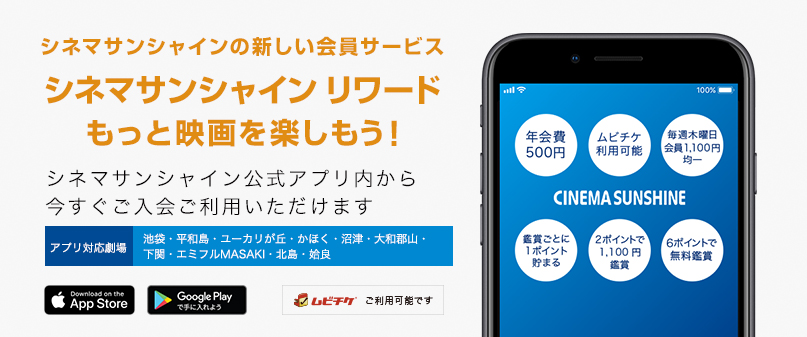 シネマサンシャインの新しい会員サービス
シネマサンシャイン リワード
もっと映画を楽しもう！
シネマサンシャイン公式アプリ内から
今すぐご入会ご利用いただけます
アプリ対応劇場
池袋・平和島・ユーカリが丘・かほく・沼津・大和郡山・
下関・エミフルMASAKI・北島・姶良
Download on the
App Store
Google Play
で手に入れよう
ムビチケ ご利用可能です
100%
年会費
500円
ムビチケ
利用可能
毎週木曜日
会員1,100円
均一
CINEMA SUNSHINE
鑑賞ごとに
1ポイント
貯まる
2ポイントで
1,100円
鑑賞
6ポイントで
無料鑑賞